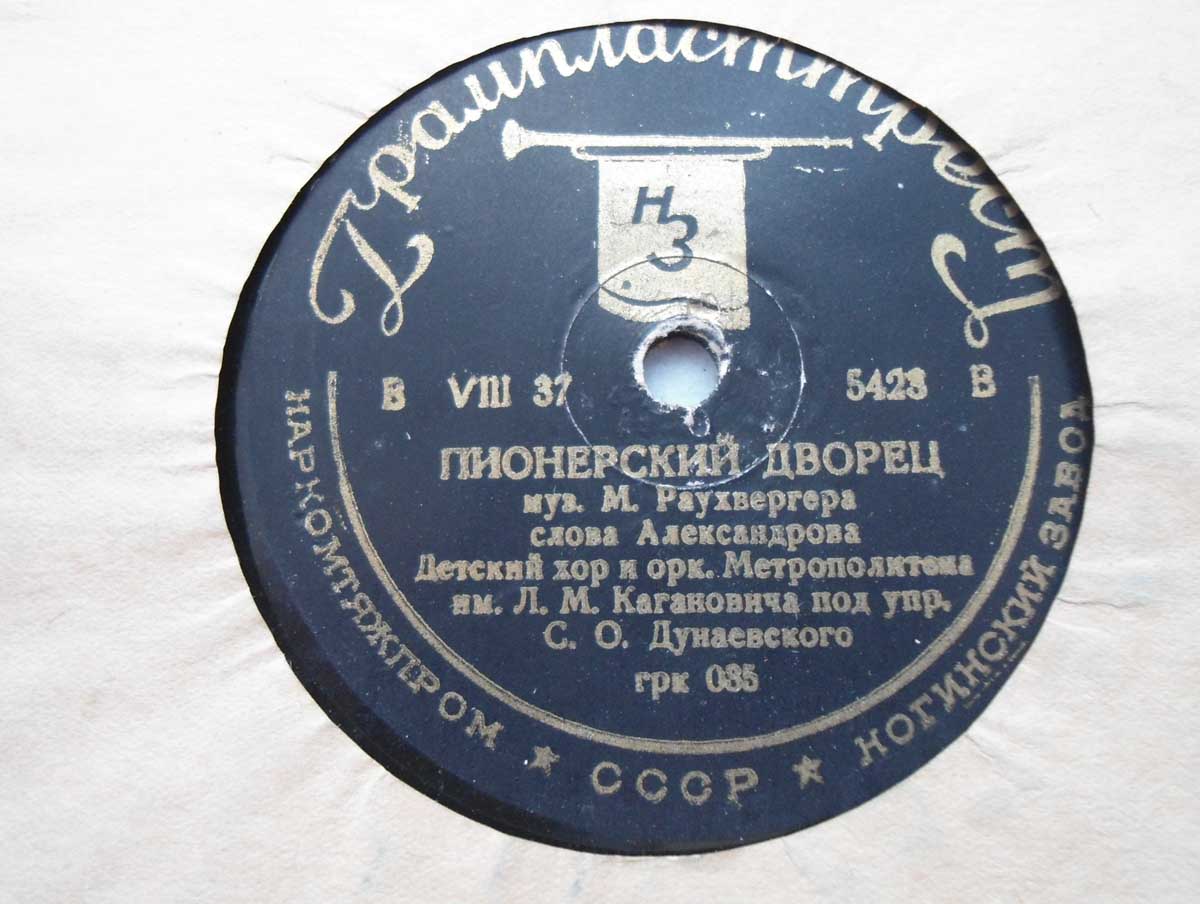 Грампласттрест
НЗ
В VIII 37 5423 В
ПИОНЕРСКИЙ ДВОРЕЦ
муз. М. Раухвергера
слова Александрова
Детский хор и орк. Метрополитена
им. Л. М. Кагановича под упр.
С. О. Дунаевского
грк 085
НАРКОМТЯЖПРОМ ★ СССР ★ НОГИНСКИЙ ЗАВОД